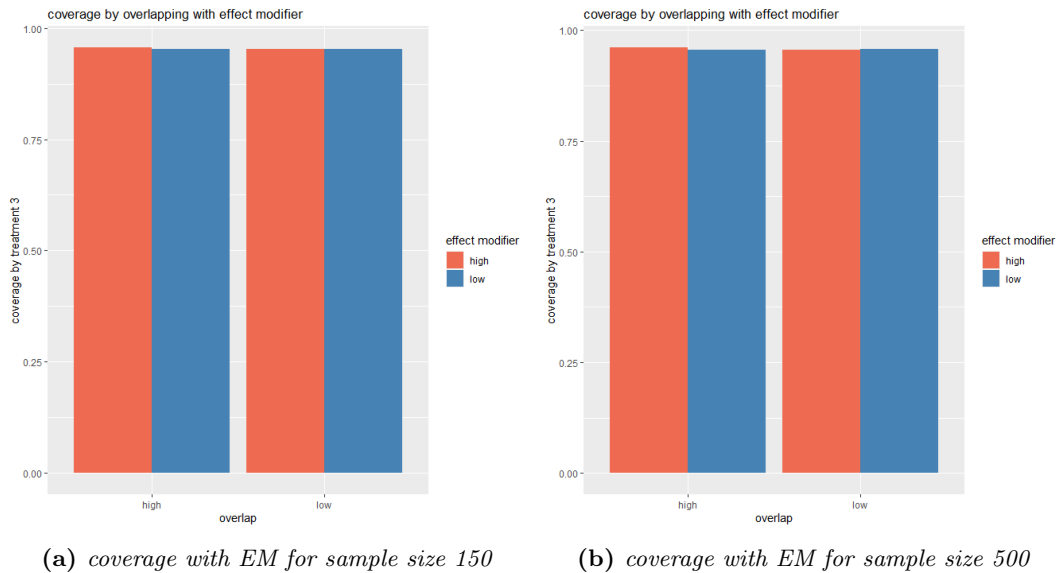 coverage by overlapping with effect modifier
1.00
0.75
0.50
0.25
0.00
coverage by treatment 3
high
low
overlap
effect modifier
high
low
(a) coverage with EM for sample size 150
coverage by overlapping with effect modifier
1.00
0.75
0.50
0.25
0.00
coverage by treatment 3
high
low
overlap
effect modifier
high
low
(b) coverage with EM for sample size 500